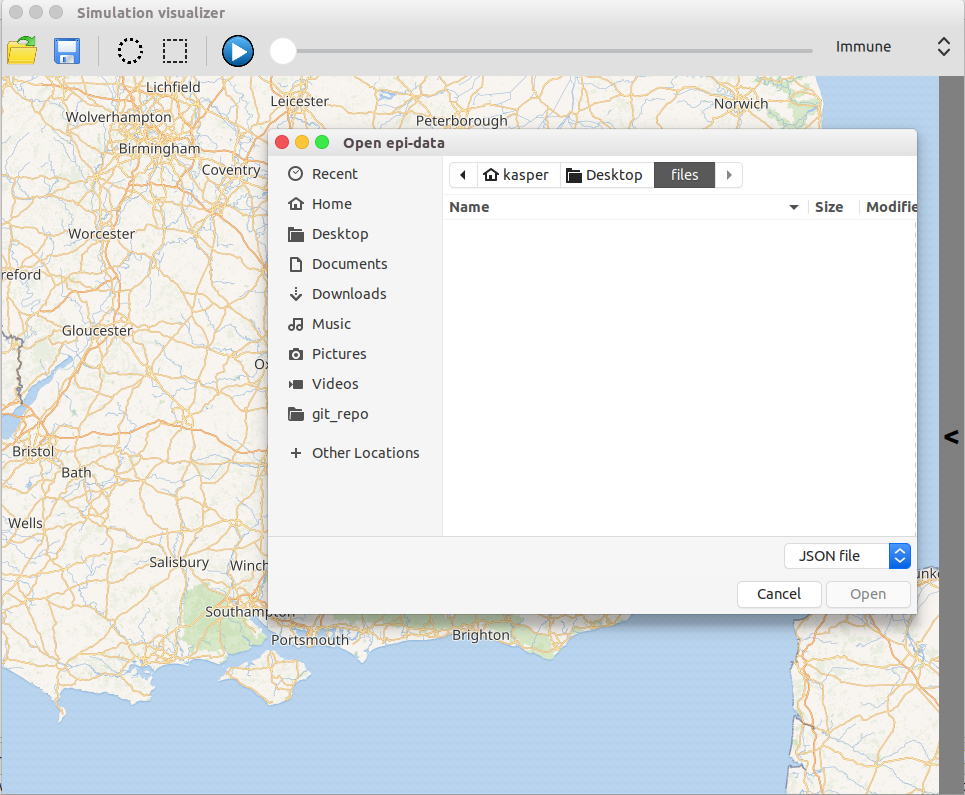 Simulation visualizer
Immune
Lichfield
Leicester
Norwich
Wolverhampton
Peterborough
Birmingham
Open epi-data
Coventry
Recent
kasper Desktop files
Home
Name Size Modifie
Desktop
Worcester
Documents
reford
Downloads
Music
Gloucester
Pictures
Ox
Videos
git_repo
<
Bristol
Other Locations
Bath
Wells
JSON file
Salisbury
Winch
unke
Cancel Open
Southampton
Portsmouth
Brighton